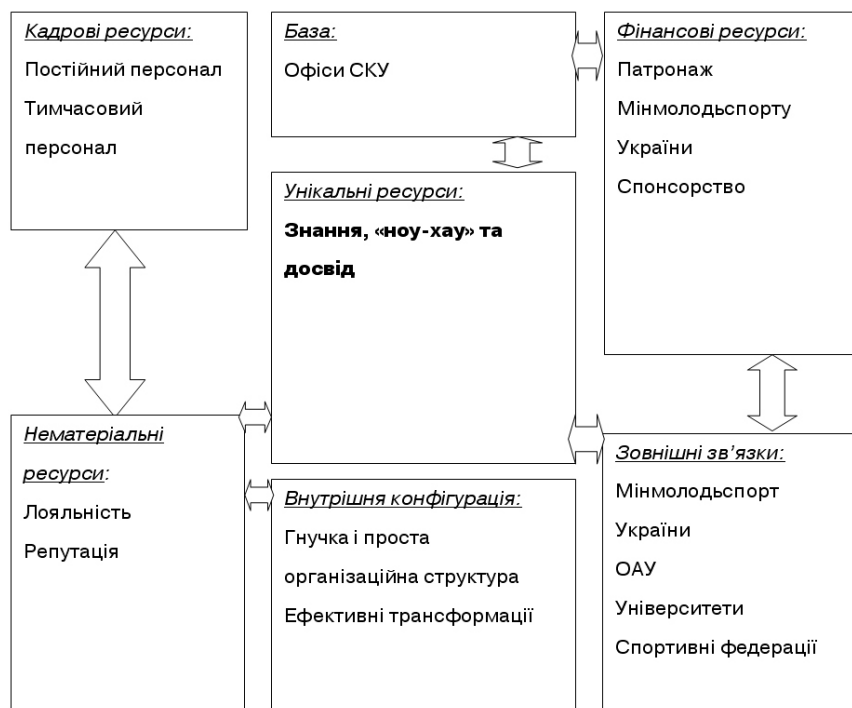 Кадрові ресурси:
Постійний персонал
Тимчасовий
персонал
База:
Офіси СКУ
Фінансові ресурси:
Патронаж
Мінмолодьспорту
України
Спонсорство
Унікальні ресурси:
Знання, «ноу-хау» та
досвід
Нематеріальні
ресурси:
Лояльність
Репутація
Внутрішня конфігурація:
Гнучка і проста
організаційна структура
Ефективні трансформації
Зовнішні зв’язки:
Мінмолодьспорт
України
ОАУ
Університети
Спортивні федерації